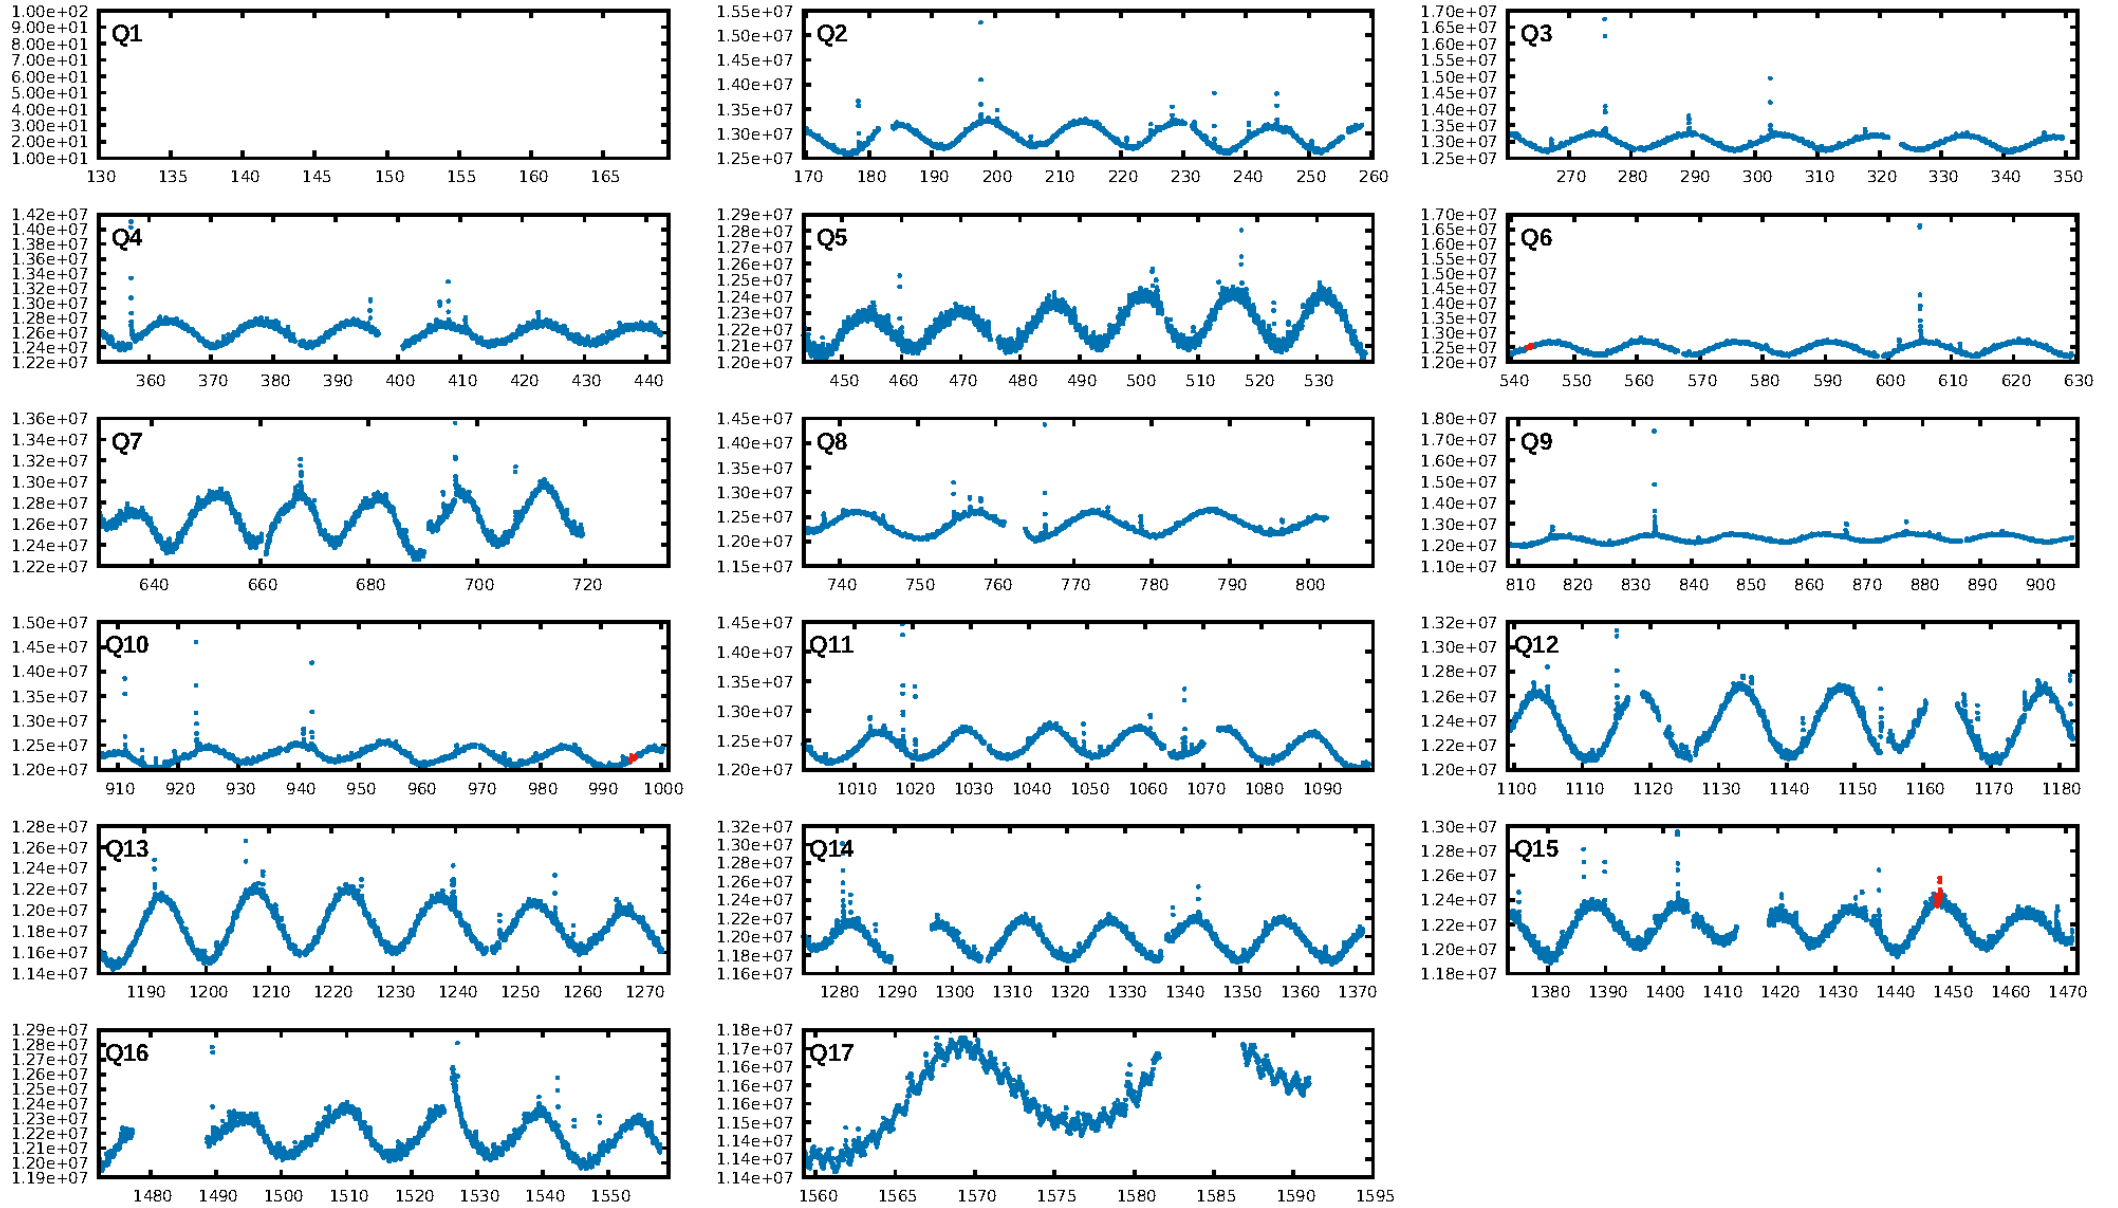 1.00e+02
9.00e+01
8.00e+01
7.00e+01
6.00e+01
5.00e+01
4.00e+01
3.00e+01
2.00e+01
1.00e+01
Q1
130 135 140 145 150 155 160 165
1.55e+07
1.50e+07
1.45e+07
1.40e+07
1.35e+07
1.30e+07
1.25e+07
Q2
170 180 190 200 210 220 230 240 250 260
1.70e+07
1.65e+07
1.60e+07
1.55e+07
1.50e+07
1.45e+07
1.40e+07
1.35e+07
1.30e+07
1.25e+07
Q3
270 280 290 300 310 320 330 340 350
1.42e+07
1.40e+07
1.38e+07
1.36e+07
1.34e+07
1.32e+07
1.30e+07
1.28e+07
1.26e+07
1.24e+07
1.22e+07
Q4
360 370 380 390 400 410 420 430 440
1.29e+07
1.28e+07
1.27e+07
1.26e+07
1.25e+07
1.24e+07
1.23e+07
1.22e+07
1.21e+07
1.20e+07
Q5
450 460 470 480 490 500 510 520 530
1.70e+07
1.65e+07
1.60e+07
1.55e+07
1.50e+07
1.45e+07
1.40e+07
1.35e+07
1.30e+07
1.25e+07
1.20e+07
Q6
540 550 560 570 580 590 600 610 620 630
1.36e+07
1.34e+07
1.32e+07
1.30e+07
1.28e+07
1.26e+07
1.24e+07
1.22e+07
Q7
640 660 680 700 720
1.45e+07
1.40e+07
1.35e+07
1.30e+07
1.25e+07
1.20e+07
1.15e+07
Q8
740 750 760 770 780 790 800
1.80e+07
1.70e+07
1.60e+07
1.50e+07
1.40e+07
1.30e+07
1.20e+07
1.10e+07
Q9
810 820 830 840 850 860 870 880 890 900
1.50e+07
1.45e+07
1.40e+07
1.35e+07
1.30e+07
1.25e+07
1.20e+07
Q10
910 920 930 940 950 960 970 980 990 1000
1.45e+07
1.40e+07
1.35e+07
1.30e+07
1.25e+07
1.20e+07
Q11
1010 1020 1030 1040 1050 1060 1070 1080 1090
1.32e+07
1.30e+07
1.28e+07
1.26e+07
1.24e+07
1.22e+07
1.20e+07
Q12
1100 1110 1120 1130 1140 1150 1160 1170 1180
1.28e+07
1.26e+07
1.24e+07
1.22e+07
1.20e+07
1.18e+07
1.16e+07
1.14e+07
Q13
1190 1200 1210 1220 1230 1240 1250 1260 1270
1.32e+07
1.30e+07
1.28e+07
1.26e+07
1.24e+07
1.22e+07
1.20e+07
1.18e+07
1.16e+07
Q14
1280 1290 1300 1310 1320 1330 1340 1350 1360 1370
1.30e+07
1.28e+07
1.26e+07
1.24e+07
1.22e+07
1.20e+07
1.18e+07
Q15
1380 1390 1400 1410 1420 1430 1440 1450 1460 1470
1.29e+07
1.28e+07
1.27e+07
1.26e+07
1.25e+07
1.24e+07
1.23e+07
1.22e+07
1.21e+07
1.20e+07
1.19e+07
Q16
1480 1490 1500 1510 1520 1530 1540 1550
1.18e+07
1.17e+07
1.17e+07
1.16e+07
1.16e+07
1.15e+07
1.14e+07
1.14e+07
1.14e+07
Q17
1560 1565 1570 1575 1580 1585 1590 1595